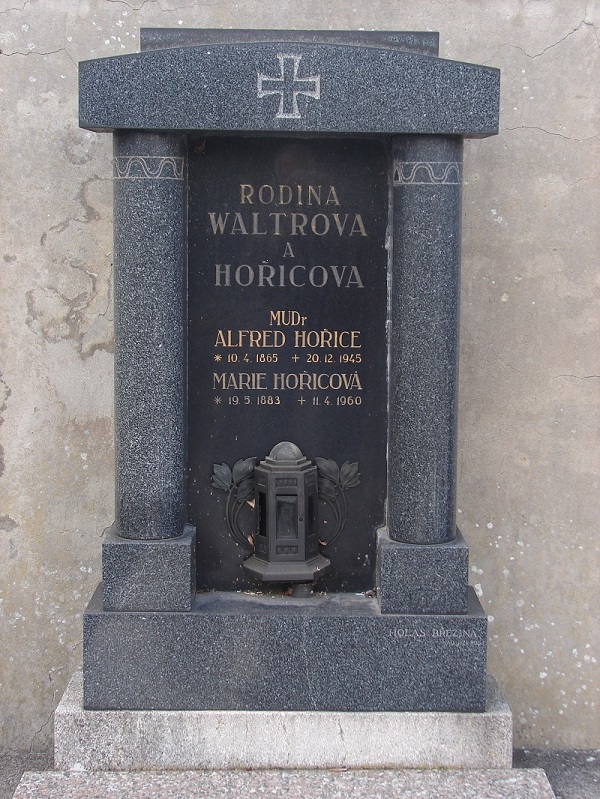 RODINA
WALTROVA
A
HOŘICOVA
MUDr
ALFRED HOŘICE
* 10. 4. 1865 + 20. 12. 1945
MARIE HOŘICOVÁ
* 19. 5. 1883 + 11. 4. 1960
HOLAS BŘEZINA